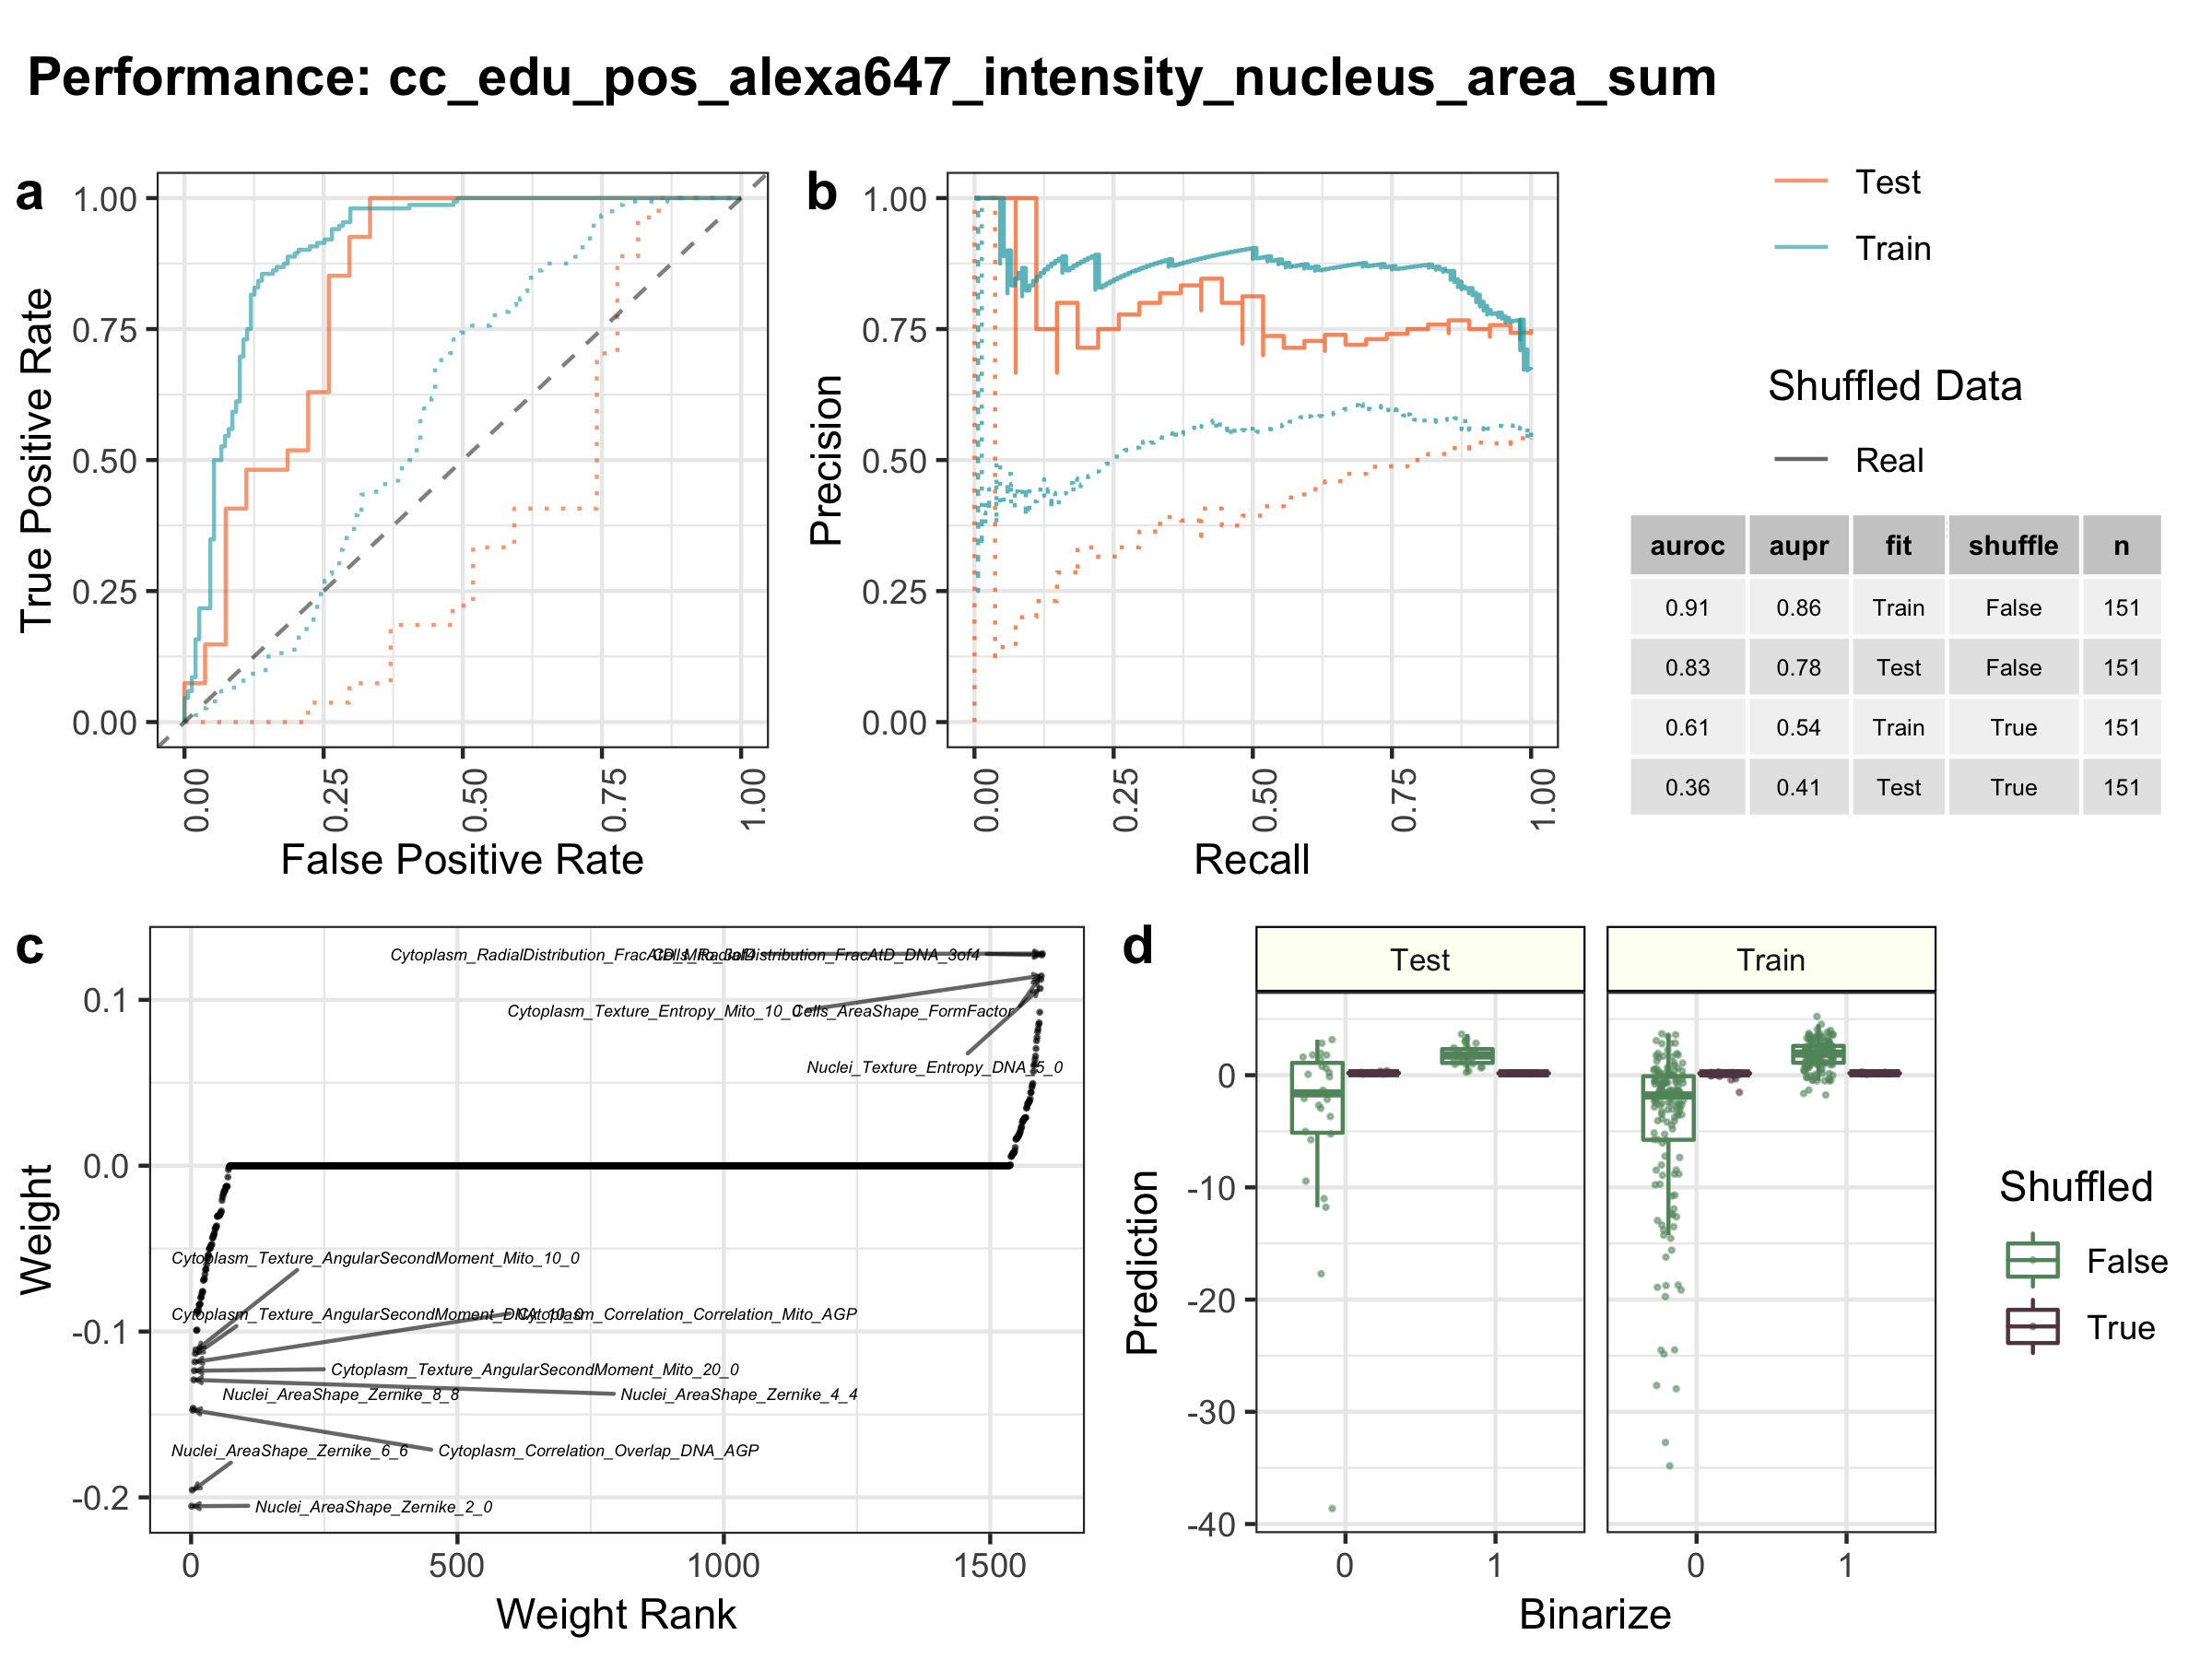 Performance: cc_edu_pos_alexa647_intensity_nucleus_area_sum
a
True Positive Rate
1.00
0.75
0.50
0.25
0.00
0.00 0.25 0.50 0.75 1.00
False Positive Rate
b
Precision
1.00
0.75
0.50
0.25
0.00
0.00 0.25 0.50 0.75 1.00
Recall
Test
Train
Shuffled Data
Real
auroc aupr fit shuffle n
0.91 0.86 Train False 151
0.83 0.78 Test False 151
0.61 0.54 Train True 151
0.36 0.41 Test True 151
c
Weight
0.1
0.0
-0.1
-0.2
Cytoplasm_RadialDistribution_FracAtD_Mito_3of4
Cells_RadialDistribution_FracAtD_DNA_3of4
Cytoplasm_Texture_Entropy_Mito_10_0
Cells_AreaShape_FormFactor
Nuclei_Texture_Entropy_DNA_5_0
Cytoplasm_Texture_AngularSecondMoment_Mito_10_0
Cytoplasm_Texture_AngularSecondMoment_DNA_10_0
Cytoplasm_Correlation_Correlation_Mito_AGP
Cytoplasm_Texture_AngularSecondMoment_Mito_20_0
Nuclei_AreaShape_Zernike_8_8
Nuclei_AreaShape_Zernike_4_4
Nuclei_AreaShape_Zernike_6_6
Cytoplasm_Correlation_Overlap_DNA_AGP
Nuclei_AreaShape_Zernike_2_0
0 500 1000 1500
Weight Rank
d
Test Train
Prediction
0
-10
-20
-30
-40
0 1 0 1
Binarize
Shuffled
False
True